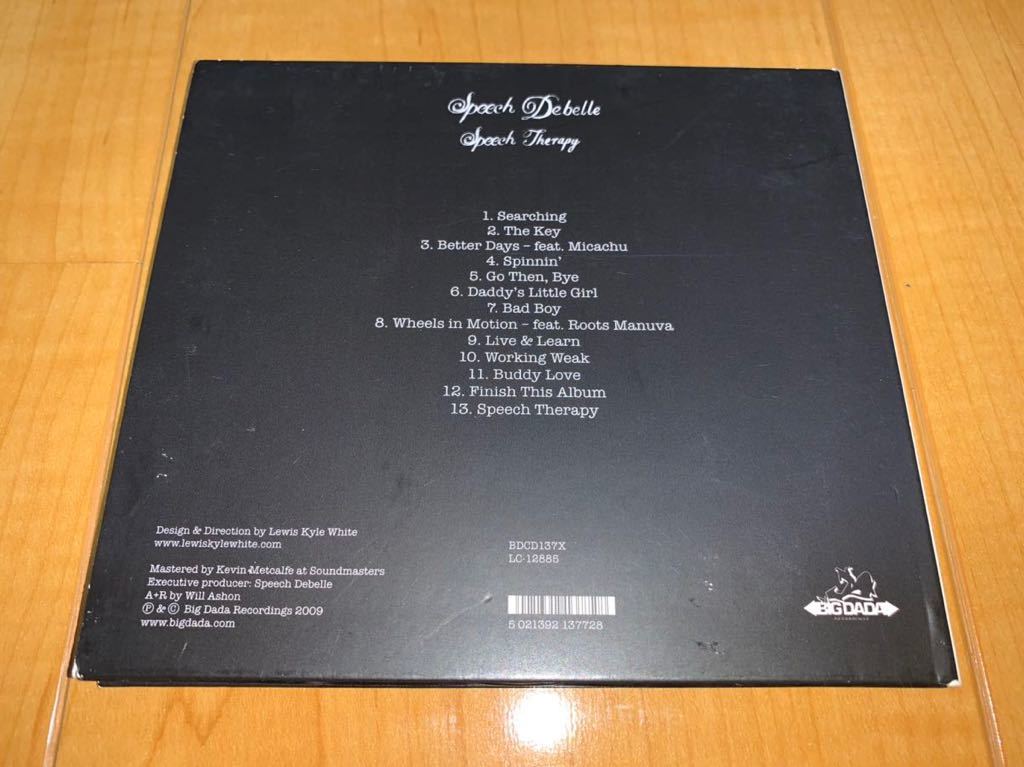 Speech Debelle
Speech Therapy
1. Searching
2. The Key
3. Better Days – feat. Micachu
4. Spinnin'
5. Go Then, Bye
6. Daddy's Little Girl
7. Bad Boy
8. Wheels in Motion – feat. Roots Manuva
9. Live & Learn
10. Working Weak
11. Buddy Love
12. Finish This Album
13. Speech Therapy
Design & Direction by Lewis Kyle White
www.lewiskylewhite.com
Mastered by Kevin Metcalfe at Soundmasters
Executive producer: Speech Debelle
A+R by Will Ashon
℗ & © Big Dada Recordings 2009
www.bigdada.com
BDCD137X
LC-12885
5 021392 137728
BIG DADA
RECORDINGS